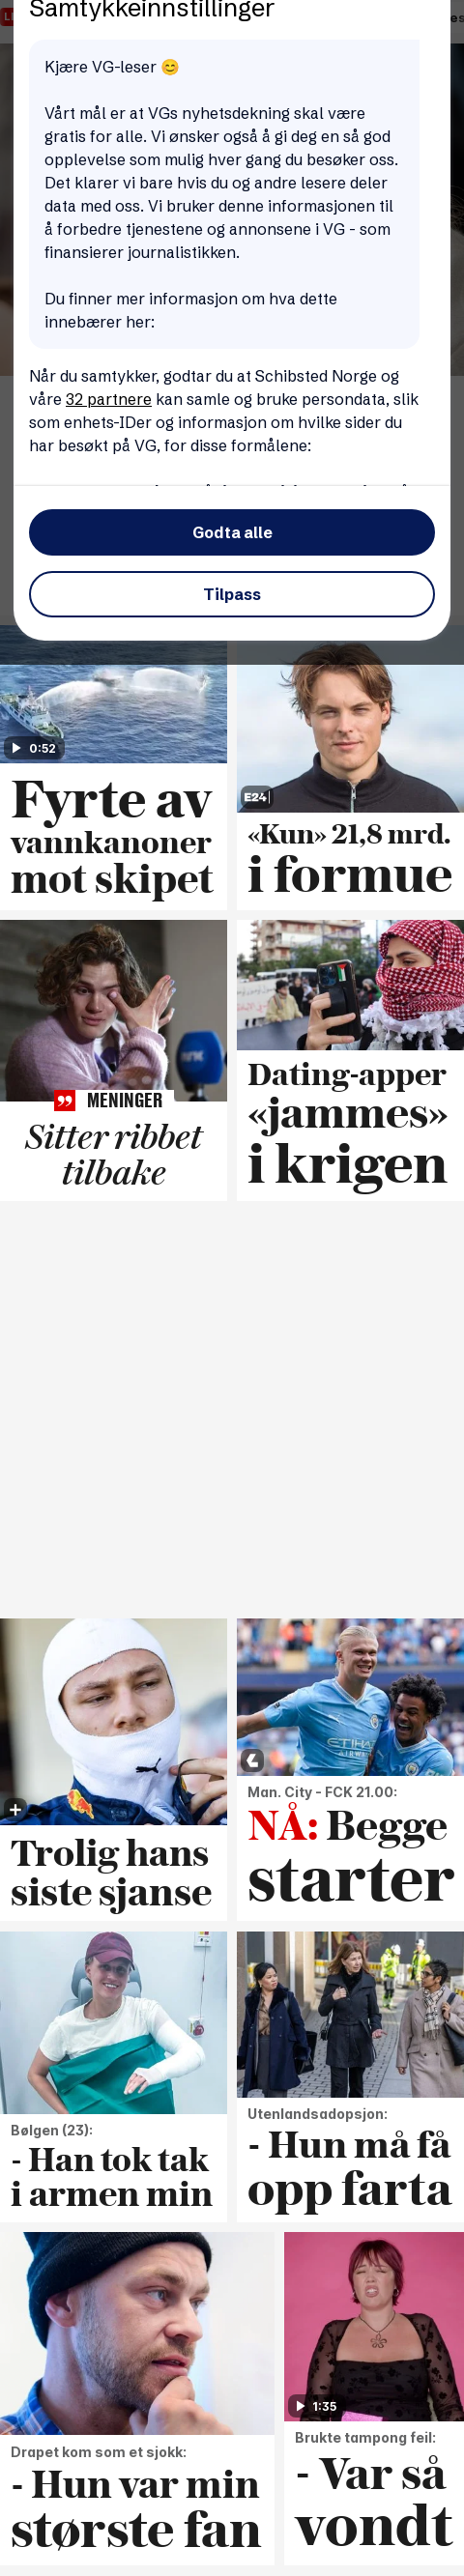 Samtykkeinnstillinger
Kjære VG-leser 😊
Vårt mål er at VGs nyhetsdekning skal være
gratis for alle. Vi ønsker også å gi deg en så god
opplevelse som mulig hver gang du besøker oss.
Det klarer vi bare hvis du og andre lesere deler
data med oss. Vi bruker denne informasjonen til
å forbedre tjenestene og annonsene i VG - som
finansierer journalistikken.
Du finner mer informasjon om hva dette
innebærer her:
Når du samtykker, godtar du at Schibsted Norge og
våre 32 partnere kan samle og bruke persondata, slik
som enhets-IDer og informasjon om hvilke sider du
har besøkt på VG, for disse formålene:
Godta alle
Tilpass
0:52
Fyrte av
vannkanoner
mot skipet
E24
«Kun» 21,8 mrd.
i formue
NRK
MENINGER
Sitter ribbet
tilbake
Dating-apper
«jammes»
i krigen
Trolig hans
siste sjanse
ETIHAD
Man. City - FCK 21.00:
NÅ: Begge
starter
Bølgen (23):
- Han tok tak
i armen min
Utenlandsadopsjon:
- Hun må få
opp farta
Drapet kom som et sjokk:
- Hun var min
største fan
1:35
Brukte tampong feil:
- Var så
vondt